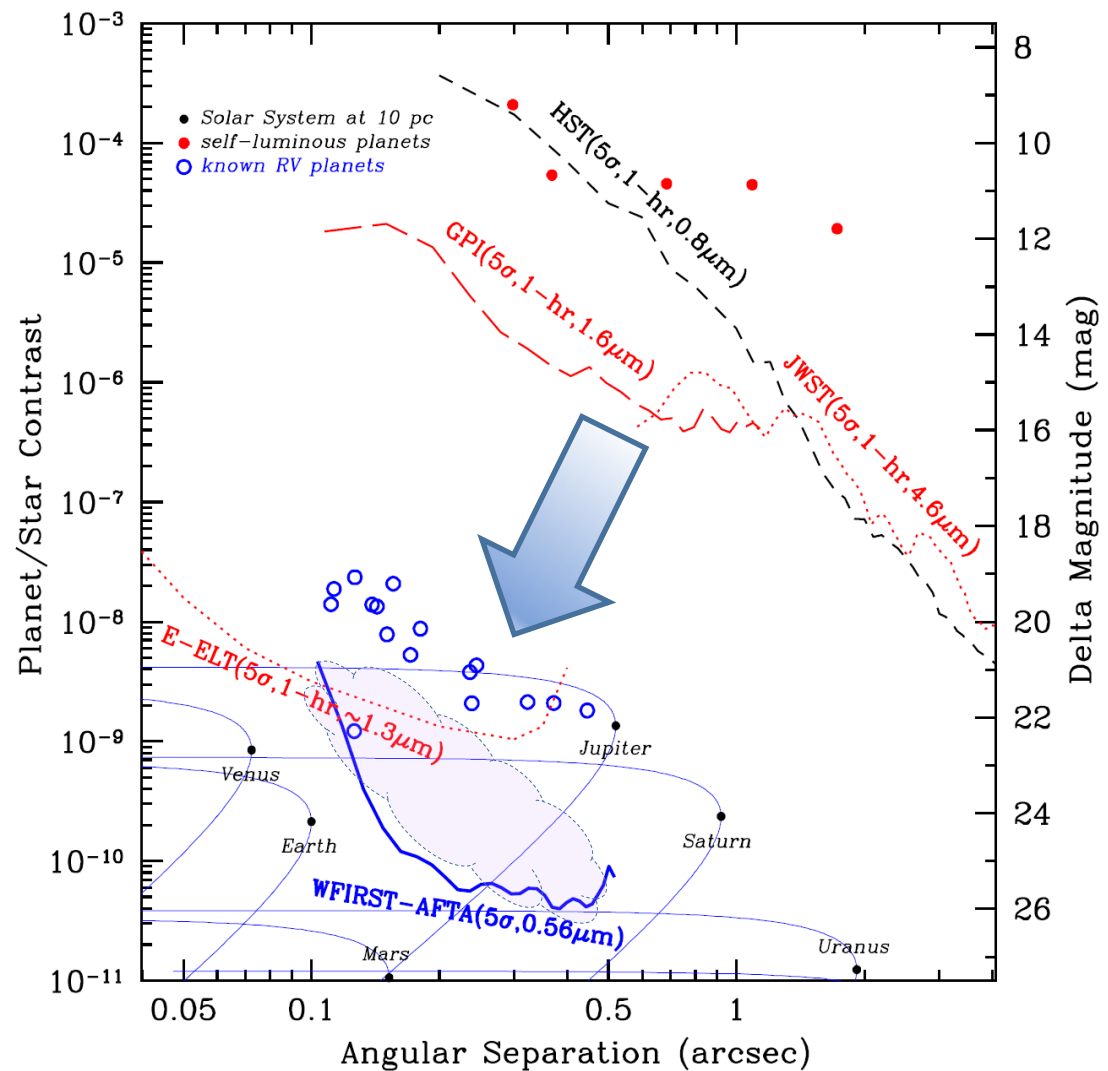 10⁻³
10⁻⁴
10⁻⁵
10⁻⁶
10⁻⁷
10⁻⁸
10⁻⁹
10⁻¹⁰
10⁻¹¹
Planet/Star Contrast
Solar System at 10 pc
self-luminous planets
known RV planets
HST(5σ,1-hr,0.8μm)
GPI(5σ,1-hr,1.6μm)
JWST(5σ,1-hr,4.6μm)
E-ELT(5σ,1-hr,~1.3μm)
WFIRST-AFTA(5σ,0.56μm)
Venus
Earth
Mars
Jupiter
Saturn
Uranus
8
10
12
14
16
18
20
22
24
26
Delta Magnitude (mag)
0.05
0.1
0.5
1
Angular Separation (arcsec)